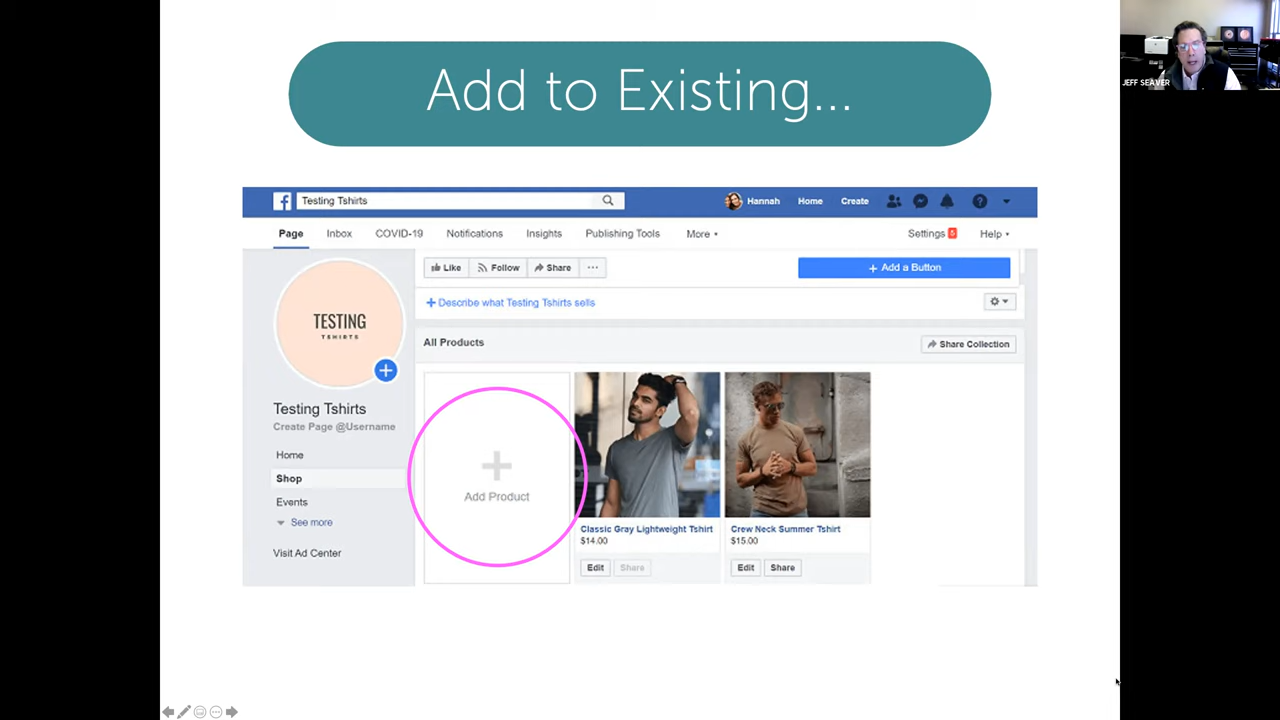 Add to Existing...
JEFF SEAVER
Testing Tshirts
Hannah
Home
Create
Page
Inbox
COVID-19
Notifications
Insights
Publishing Tools
More
Settings
Help
Like
Follow
Share
...
+ Add a Button
TESTING
TSHIRTS
+ Describe what Testing Tshirts sells
All Products
Share Collection
Testing Tshirts
Create Page @Username
Home
Shop
Events
See more
Visit Ad Center
+
Add Product
Classic Gray Lightweight Tshirt
$14.00
Edit
Share
Crew Neck Summer Tshirt
$15.00
Edit
Share